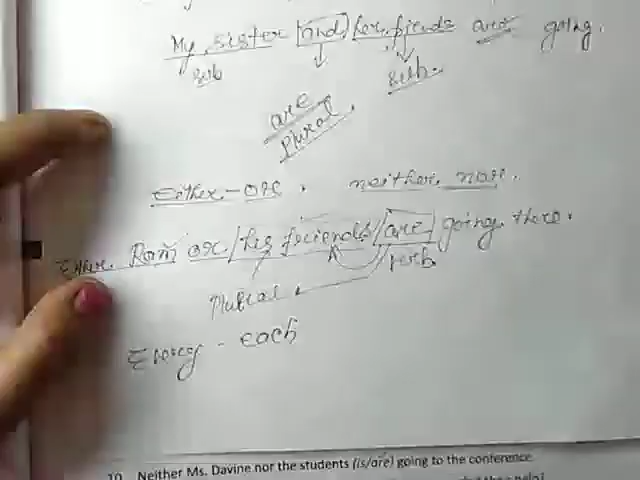 My sister and her friends are going.
sub
sub.
are
Plural.
Either-or, neither, nor.
Either. Ram or/his friends/are going there.
verb
Plural
Every - each
10. Neither Ms. Davine nor the students (is/are) going to the conference.